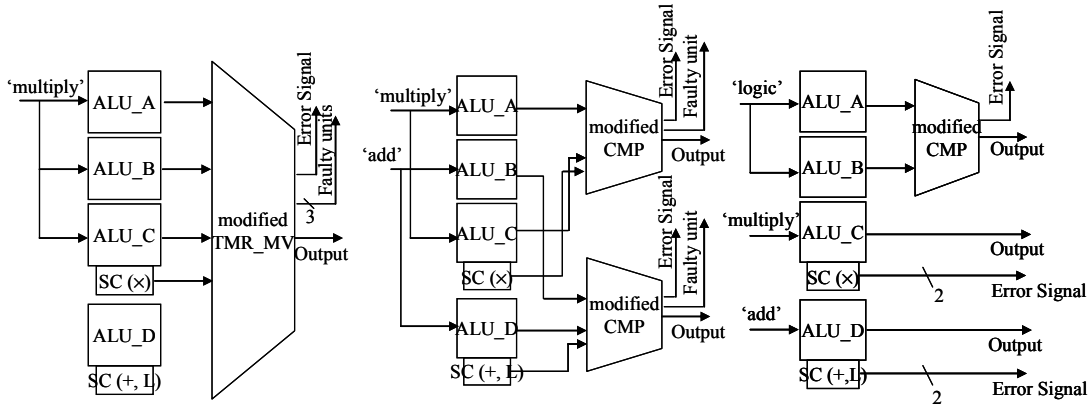 ‘multiply’
ALU_A
ALU_B
ALU_C
SC (×)
ALU_D
SC (+, L)
modified
TMR_MV
Error Signal
Faulty units
3
Output
‘multiply’
‘add’
ALU_A
ALU_B
ALU_C
SC (×)
ALU_D
SC (+, L)
modified
CMP
Error Signal
Faulty unit
Output
modified
CMP
Error Signal
Faulty unit
Output
‘logic’
ALU_A
ALU_B
modified
CMP
Error Signal
Output
‘multiply’
ALU_C
SC (×)
Output
2
Error Signal
‘add’
ALU_D
SC (+,L)
Output
2
Error Signal